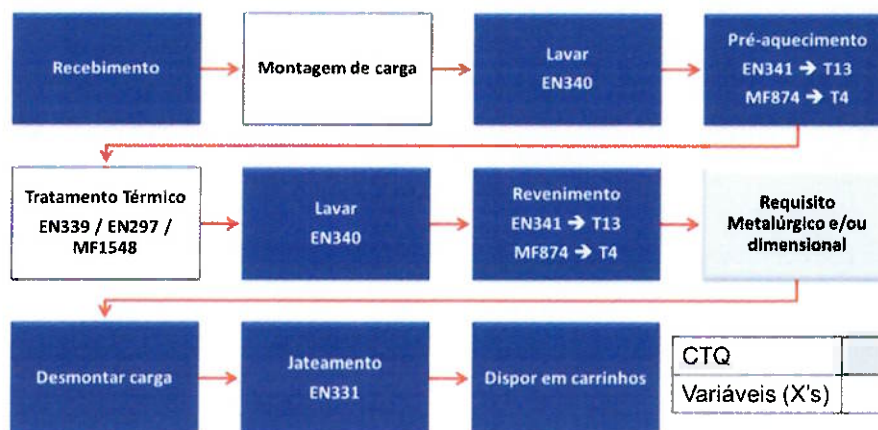 Recebimento
Montagem de carga
Lavar
EN340
Pré-aquecimento
EN341 → T13
MF874 → T4
Tratamento Térmico
EN339 / EN297 /
MF1548
Lavar
EN340
Revenimento
EN341 → T13
MF874 → T4
Requisito
Metalúrgico e/ou
dimensional
Desmontar carga
Jateamento
EN331
Dispor em carrinhos
CTQ
Variáveis (X's)